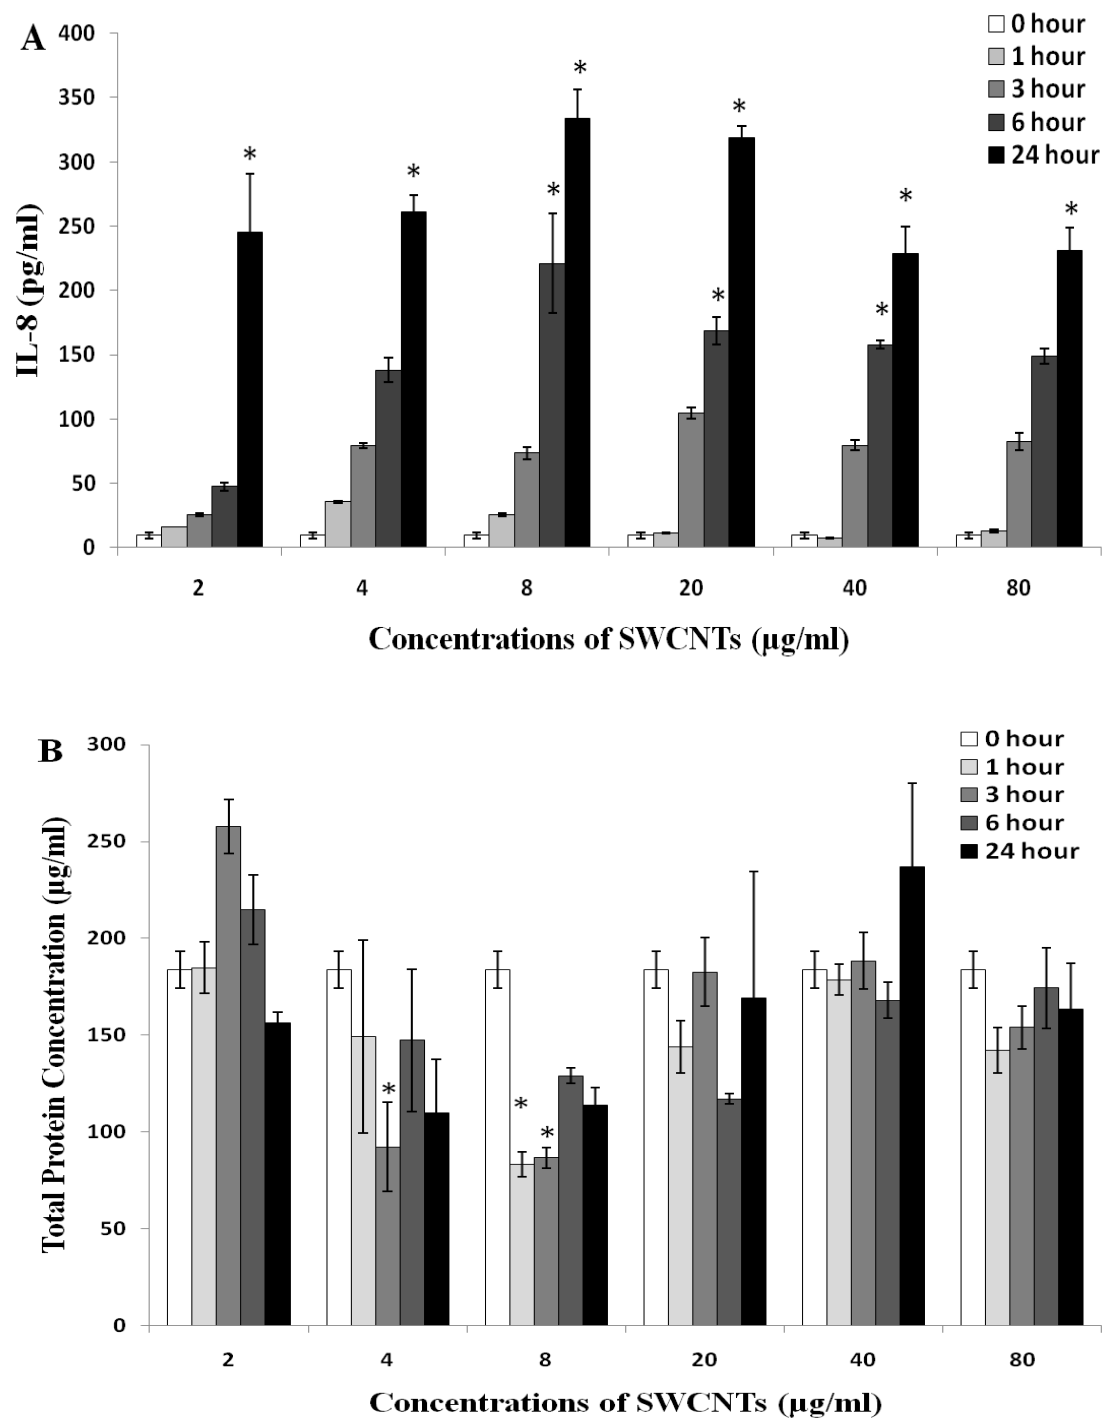 A
0 hour
1 hour
3 hour
6 hour
24 hour
400
350
300
250
200
150
100
50
0
IL-8 (pg/ml)
*
*
*
*
*
*
*
*
*
2 4 8 20 40 80
Concentrations of SWCNTs (µg/ml)
B
0 hour
1 hour
3 hour
6 hour
24 hour
300
250
200
150
100
50
0
Total Protein Concentration (µg/ml)
*
*
*
2 4 8 20 40 80
Concentrations of SWCNTs (µg/ml)